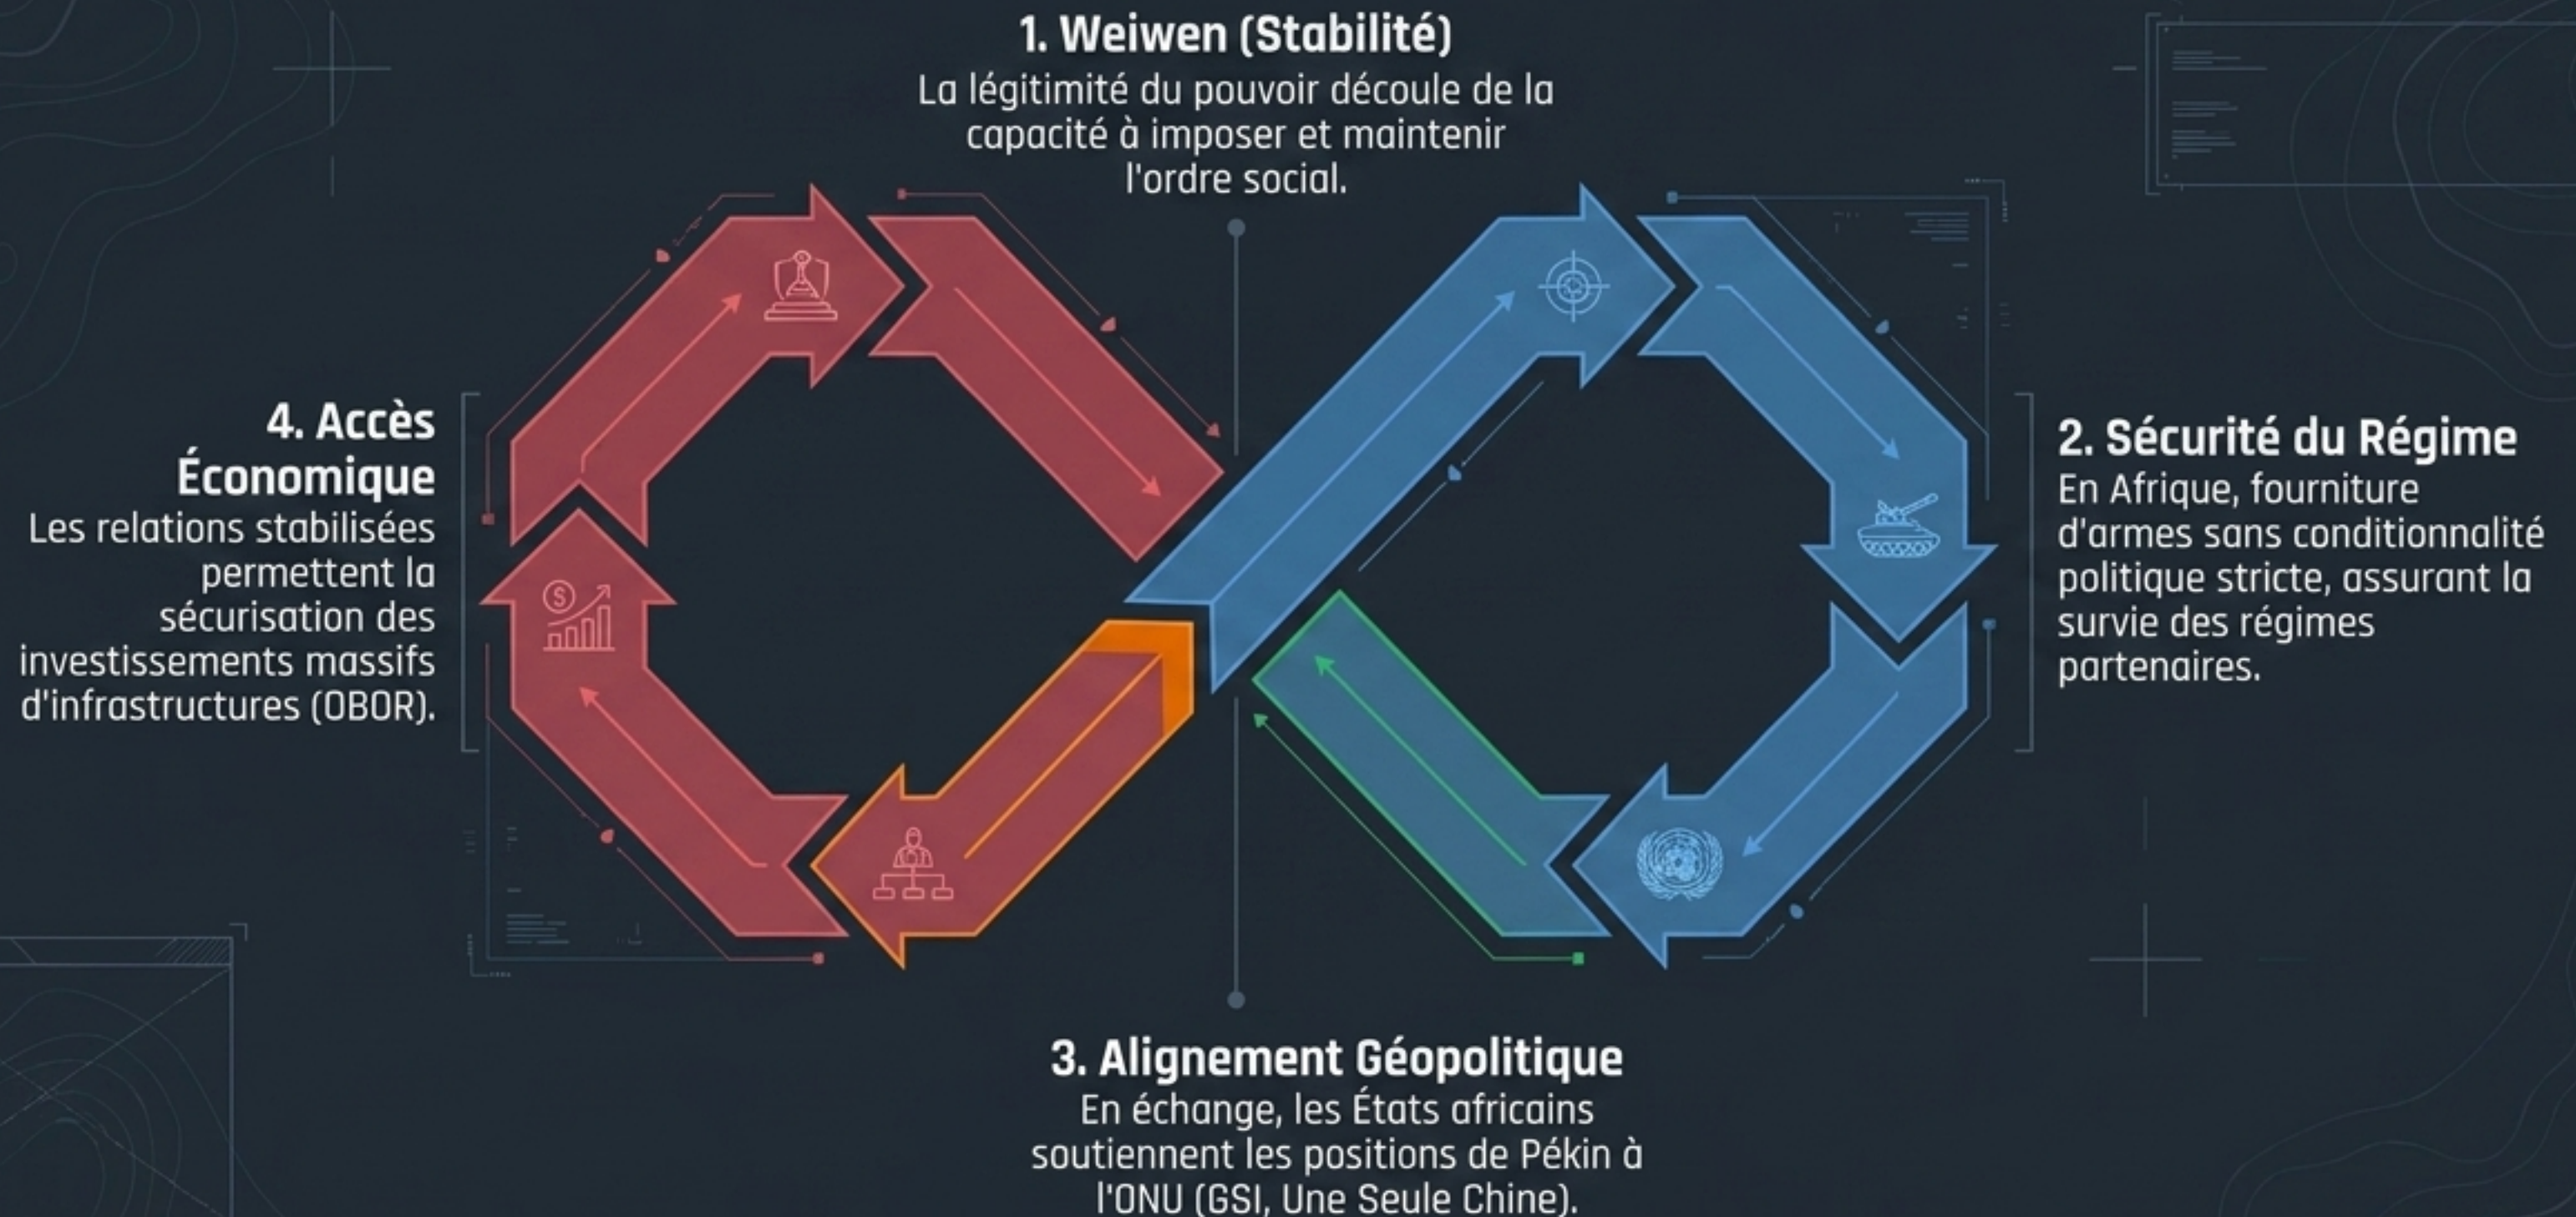 1. Weiwen (Stabilité)
La légitimité du pouvoir découle de la
capacité à imposer et maintenir
l'ordre social.
2. Sécurité du Régime
En Afrique, fourniture
d'armes sans conditionnalité
politique stricte, assurant la
survie des régimes
partenaires.
3. Alignement Géopolitique
En échange, les États africains
soutiennent les positions de Pékin à
l'ONU (GSI, Une Seule Chine).
4. Accès
Économique
Les relations stabilisées
permettent la
sécurisation des
investissements massifs
d'infrastructures (OBOR).
$